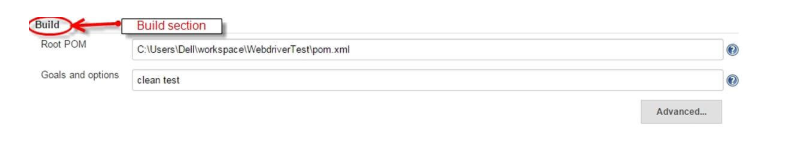 Build
Build section
Root POM
C:\Users\Dell\workspace\WebdriverTest\pom.xml
Goals and options
clean test
Advanced...